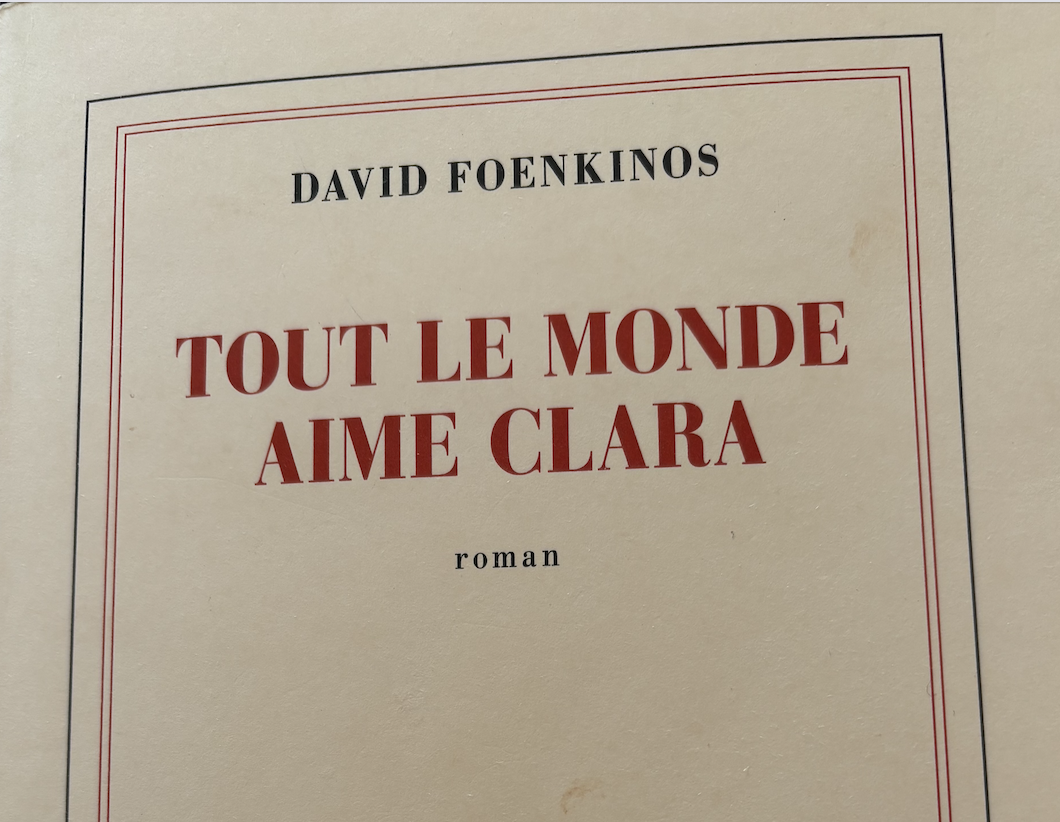 DAVID FOENKINOS
TOUT LE MONDE
AIME CLARA
roman